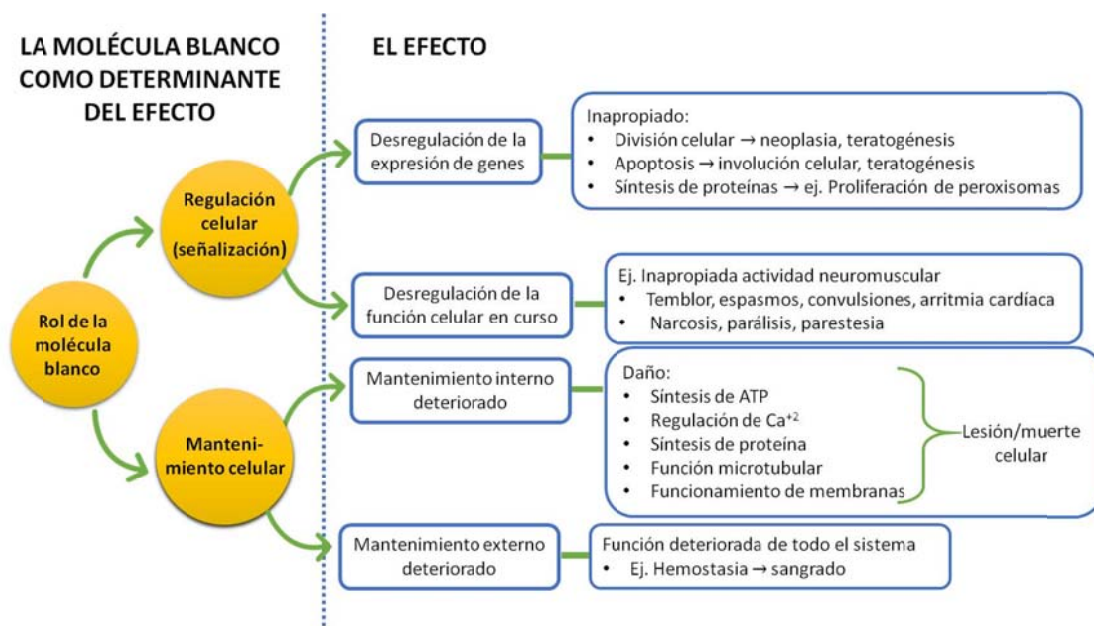 LA MOLÉCULA BLANCO
COMO DETERMINANTE
DEL EFECTO
EL EFECTO
Rol de la
molécula
blanco
Regulación
celular
(señalización)
Desregulación de la
expresión de genes
Inapropiado:
• División celular → neoplasia, teratogénesis
• Apoptosis → involución celular, teratogénesis
• Síntesis de proteínas → ej. Proliferación de peroxisomas
Desregulación de la
función celular en curso
Ej. Inapropiada actividad neuromuscular
• Temblor, espasmos, convulsiones, arritmia cardíaca
• Narcosis, parálisis, parestesia
Manteni-
miento celular
Mantenimiento interno
deteriorado
Daño:
• Síntesis de ATP
• Regulación de Ca⁺²
• Síntesis de proteína
• Función microtubular
• Funcionamiento de membranas
Lesión/muerte
celular
Mantenimiento externo
deteriorado
Función deteriorada de todo el sistema
• Ej. Hemostasia → sangrado